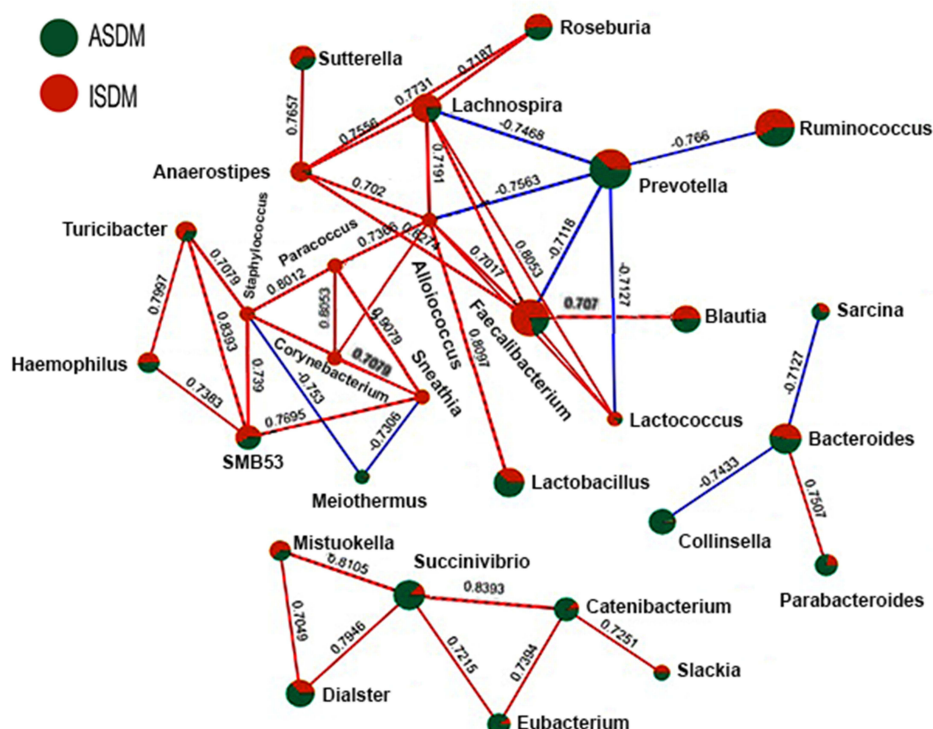 ASDM
ISDM
Roseburia
Sutterella
0.7187
0.7731
Lachnospira
0.7657
0.7556
-0.7468
-0.766
Ruminococcus
Anaerostipes
0.7191
Prevotella
0.702
-0.7563
Staphylococcus
Paracoccus
Turicibacter
0.7306
0.8274
-0.7118
0.7079
0.8012
0.7017
0.8053
Alloiococcus
-0.7127
0.7997
0.8393
0.8053
0.9079
Faecalibacterium
0.707
Blautia
Sarcina
Haemophilus
0.739
Corynebacterium
0.7079
Sneathia
0.8097
-0.7127
0.7383
-0.753
0.7695
-0.7306
Lactococcus
Bacteroides
SMB53
Meiothermus
Lactobacillus
-0.7433
0.7507
Collinsella
Parabacteroides
Mistuokella
0.8105
Succinivibrio
0.8393
Catenibacterium
0.7049
0.7946
0.7215
0.7394
0.7251
Slackia
Dialster
Eubacterium